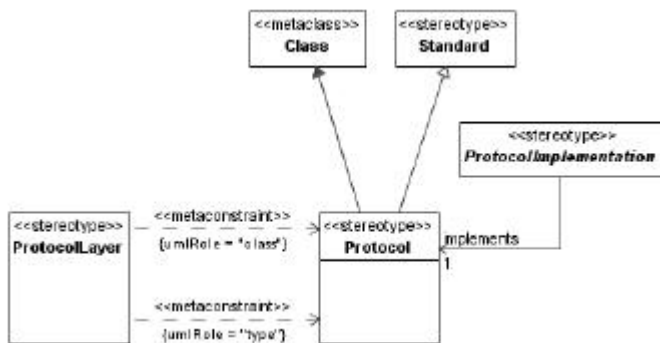 <<metaclass>>
Class
<<stereotype>>
Standard
<<stereotype>>
ProtocolImplementation
<<stereotype>>
ProtocolLayer
<<metaconstraint>>
{umlRole = "class"}
<<stereotype>>
Protocol
implements
1
<<metaconstraint>>
{umlRole = "type"}